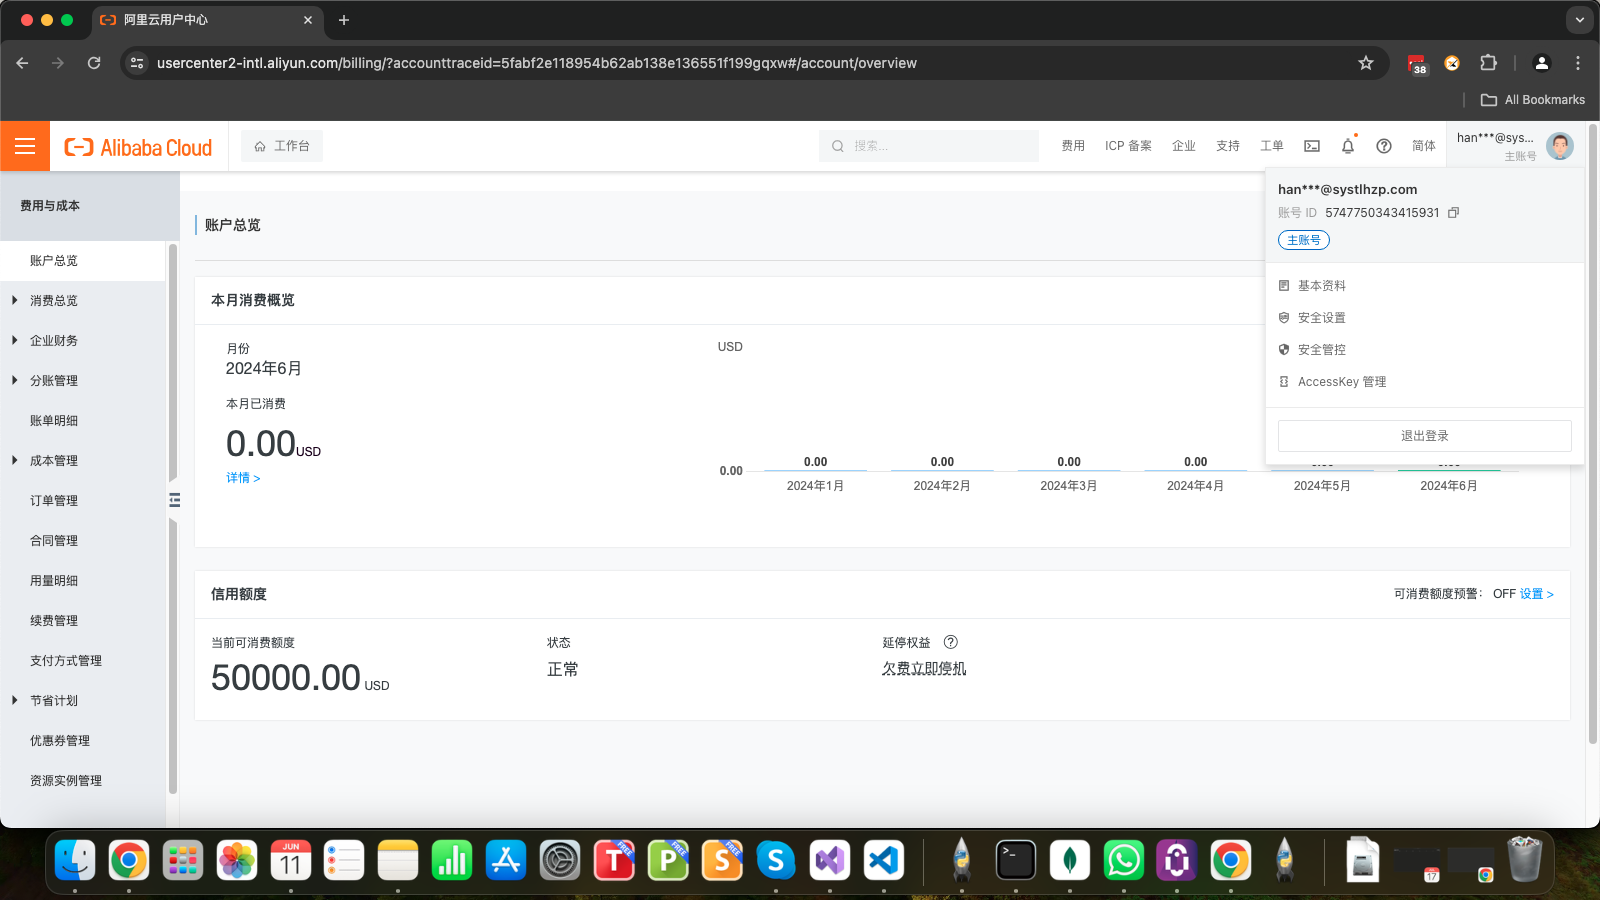 阿里云用户中心
usercenter2-intl.aliyun.com/billing/?accounttraceid=5fabf2e118954b62ab138e136551f199gqxw#/account/overview
38
All Bookmarks
Alibaba Cloud
工作台
搜索...
费用
ICP 备案
企业
支持
工单
简体
han***@sys...
主账号
han***@systlhzp.com
账号 ID 5747750343415931
主账号
基本资料
安全设置
安全管控
AccessKey 管理
退出登录
费用与成本
账户总览
消费总览
企业财务
分账管理
账单明细
成本管理
订单管理
合同管理
用量明细
续费管理
支付方式管理
节省计划
优惠券管理
资源实例管理
账户总览
本月消费概览
月份
2024年6月
本月已消费
0.00USD
详情 >
USD
0.00
0.00 0.00 0.00 0.00
2024年1月 2024年2月 2024年3月 2024年4月 2024年5月 2024年6月
信用额度
可消费额度预警： OFF 设置 >
当前可消费额度
50000.00 USD
状态
正常
延停权益
欠费立即停机
JUN
11
T FREE
P FREE
S FREE
S
>_
17